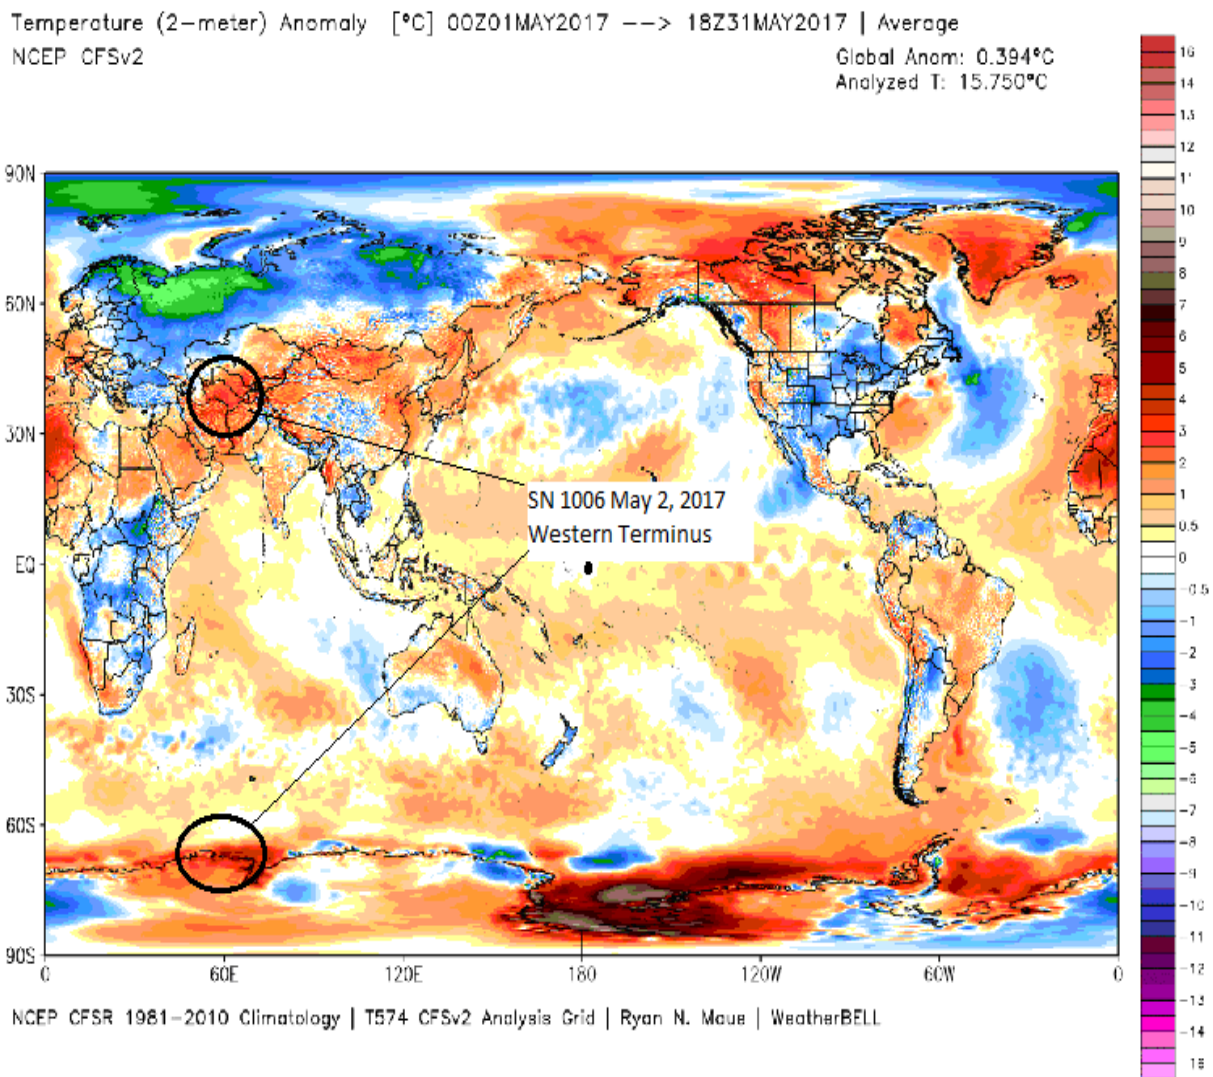 Temperature (2-meter) Anomaly [°C] 00Z01MAY2017 --> 18Z31MAY2017 | Average
NCEP CFSv2
Global Anom: 0.394°C
Analyzed T: 15.750°C
90N
60N
30N
EQ
30S
60S
90S
0 60E 120E 180 120W 60W 0
SN 1006 May 2, 2017
Western Terminus
16
14
13
12
11
10
9
8
7
6
5
4
3
2
1
0.5
0
-0.5
-1
-2
-3
-4
-5
-6
-7
-8
-9
-10
-11
-12
-13
-14
NCEP CFSR 1981-2010 Climatology | T574 CFSv2 Analysis Grid | Ryan N. Maue | WeatherBELL